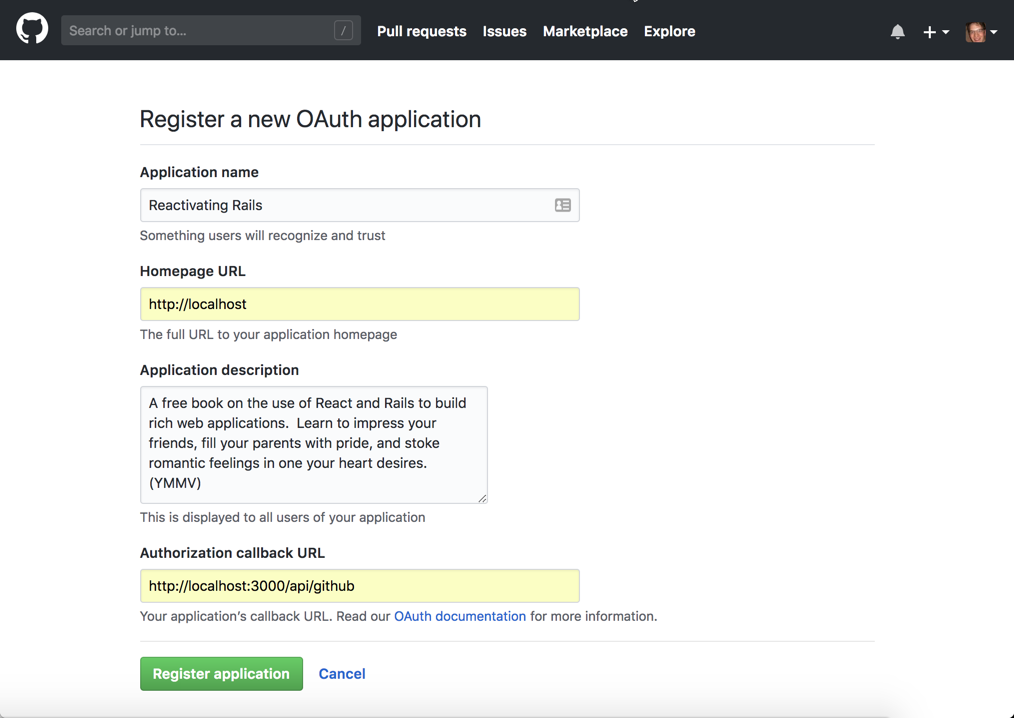 Search or jump to... / Pull requests Issues Marketplace Explore
Register a new OAuth application
Application name
Reactivating Rails
Something users will recognize and trust
Homepage URL
http://localhost
The full URL to your application homepage
Application description
A free book on the use of React and Rails to build
rich web applications.  Learn to impress your
friends, fill your parents with pride, and stoke
romantic feelings in one your heart desires.
(YMMV)
This is displayed to all users of your application
Authorization callback URL
http://localhost:3000/api/github
Your application's callback URL. Read our OAuth documentation for more information.
Register application Cancel